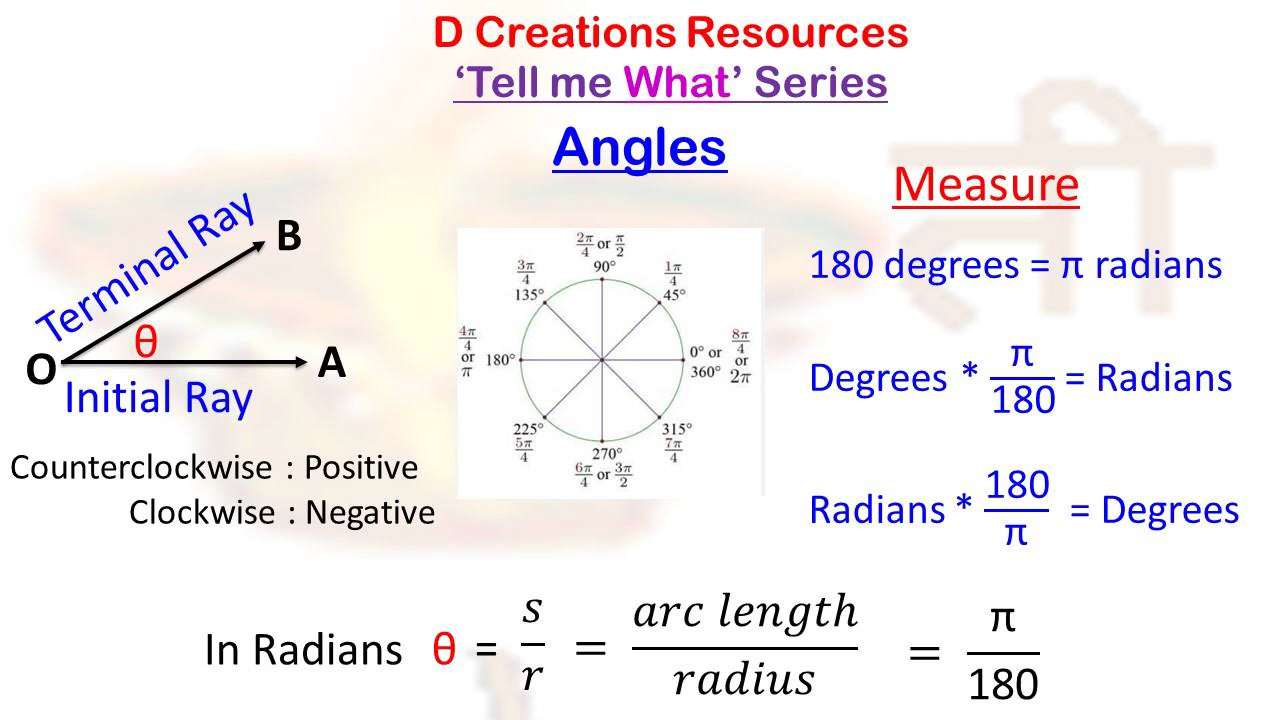 D Creations Resources
‘Tell me What’ Series
Angles
Terminal Ray
B
θ
O
A
Initial Ray
Counterclockwise : Positive
Clockwise : Negative
2π/4 or π/2
90°
3π/4
135°
1π/4
45°
4π/4 or π
180°
0° or 360°
8π/4 or 2π
225°
5π/4
315°
7π/4
270°
6π/4 or 3π/2
Measure
180 degrees = π radians
Degrees * π/180 = Radians
Radians * 180/π = Degrees
In Radians θ = s/r = arc length/radius = π/180
ती